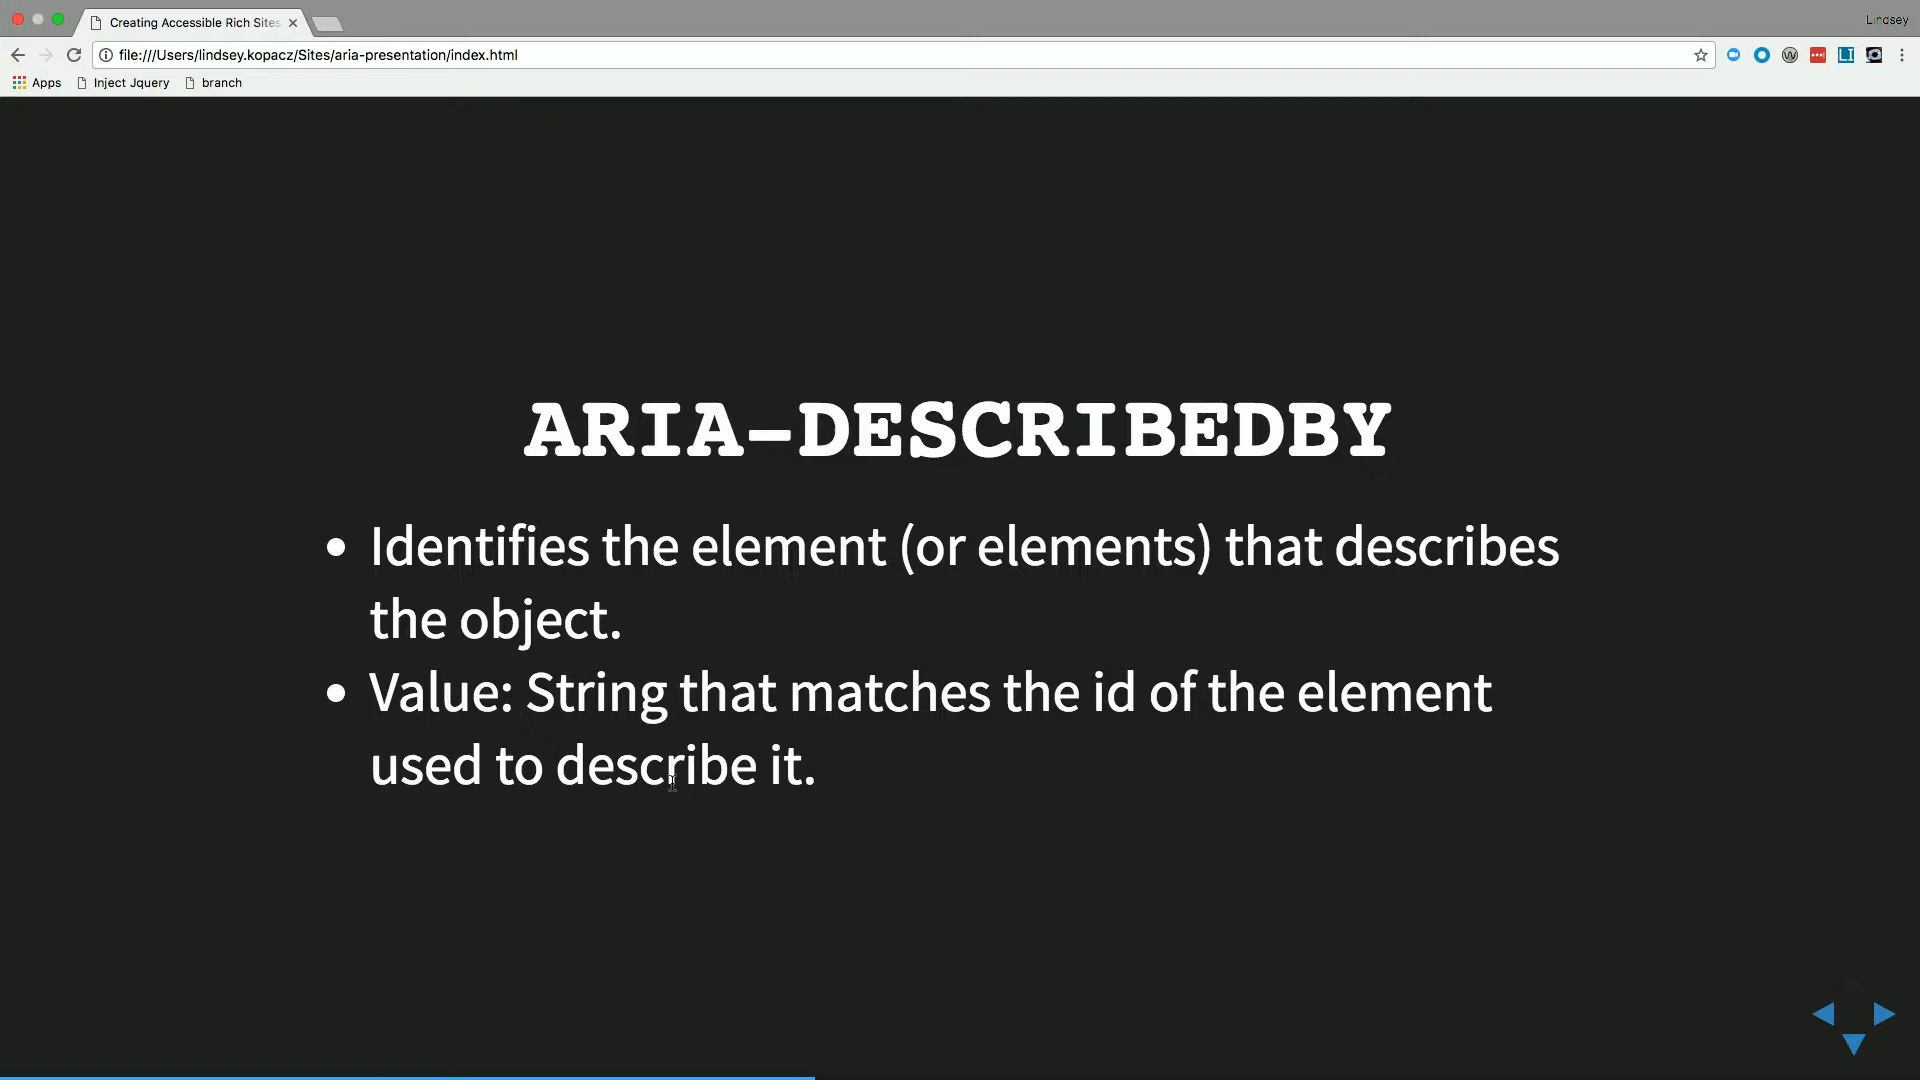 Creating Accessible Rich Sites
Lindsey
file:///Users/lindsey.kopacz/Sites/aria-presentation/index.html
Apps
Inject Jquery
branch
ARIA-DESCRIBEDBY
• Identifies the element (or elements) that describes
the object.
• Value: String that matches the id of the element
used to describe it.